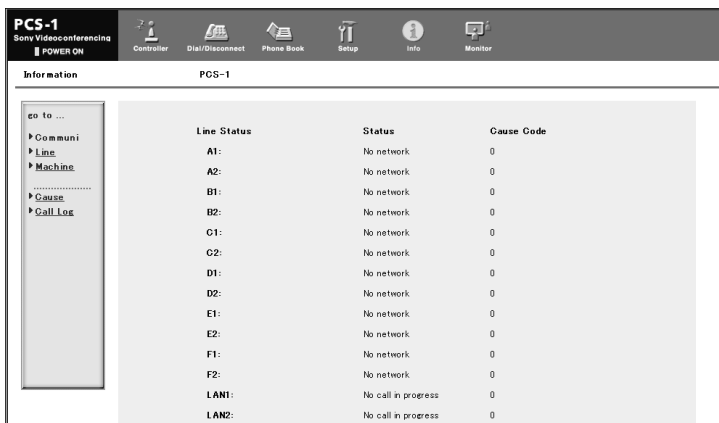 PCS-1
Sony Videoconferencing
POWER ON
Controller Dial/Disconnect Phone Book Setup Info Monitor
Information PCS-1
go to ...
Communi
Line
Machine
Cause
Call Log
Line Status Status Cause Code
A1: No network 0
A2: No network 0
B1: No network 0
B2: No network 0
C1: No network 0
C2: No network 0
D1: No network 0
D2: No network 0
E1: No network 0
E2: No network 0
F1: No network 0
F2: No network 0
LAN1: No call in progress 0
LAN2: No call in progress 0